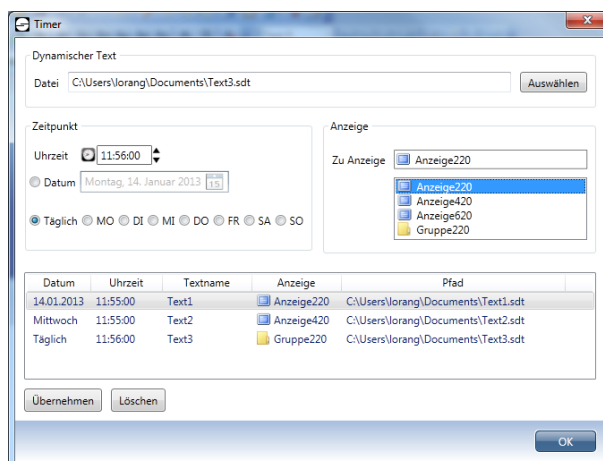 Timer
Dynamischer Text
Datei C:\Users\lorang\Documents\Text3.sdt Auswählen
Zeitpunkt
Uhrzeit 11:56:00
Datum Montag, 14. Januar 2013 15
Täglich MO DI MI DO FR SA SO
Anzeige
Zu Anzeige Anzeige220
Anzeige220
Anzeige420
Anzeige620
Gruppe220
Datum Uhrzeit Textname Anzeige Pfad
14.01.2013 11:55:00 Text1 Anzeige220 C:\Users\lorang\Documents\Text1.sdt
Mittwoch 11:55:00 Text2 Anzeige420 C:\Users\lorang\Documents\Text2.sdt
Täglich 11:56:00 Text3 Gruppe220 C:\Users\lorang\Documents\Text3.sdt
Übernehmen Löschen
OK